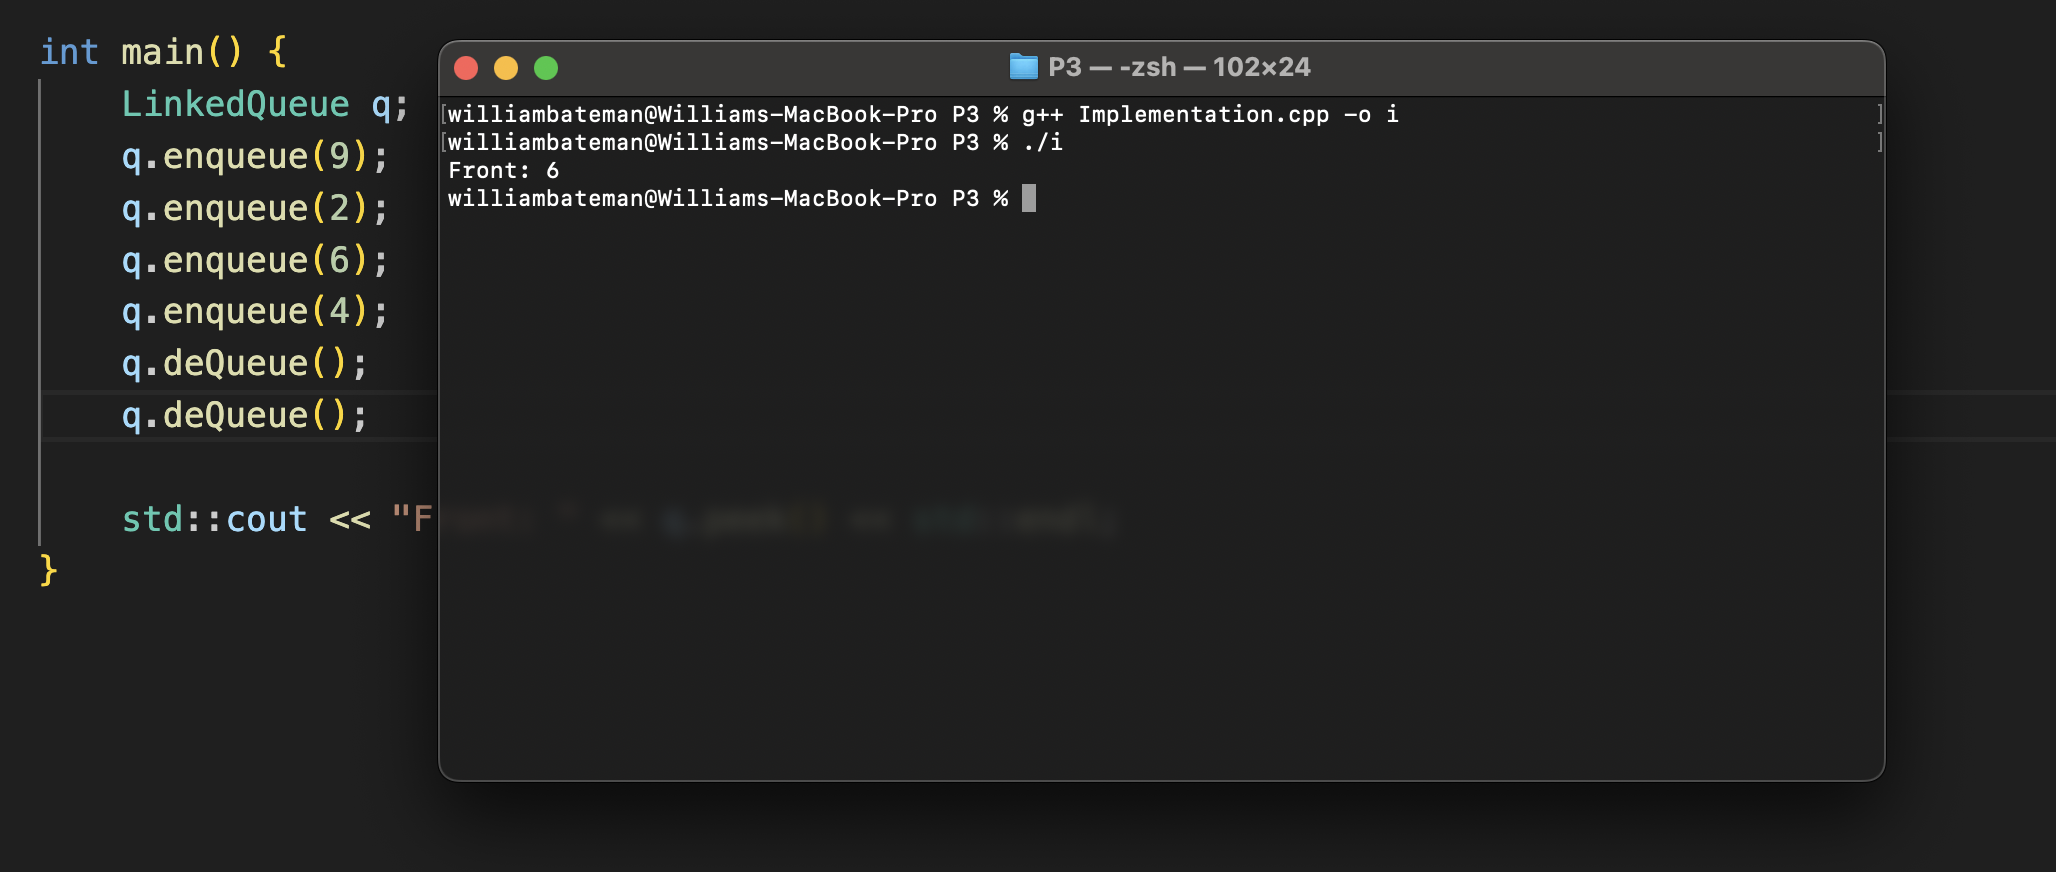 int main() {
LinkedQueue q;
q.enqueue(9);
q.enqueue(2);
q.enqueue(6);
q.enqueue(4);
q.deQueue();
q.deQueue();
std::cout << "F
}
P3 — -zsh — 102×24
[williambateman@Williams-MacBook-Pro P3 % g++ Implementation.cpp -o i ]
[williambateman@Williams-MacBook-Pro P3 % ./i ]
Front: 6
williambateman@Williams-MacBook-Pro P3 %